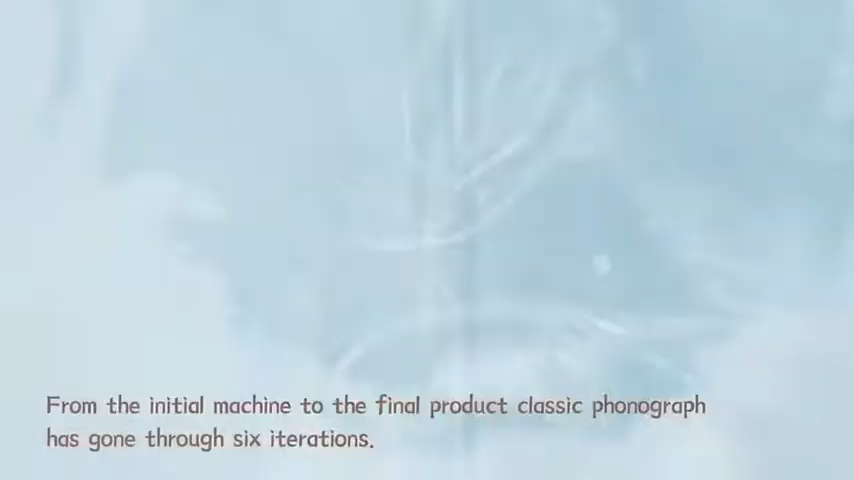 From the initial machine to the final product classic phonograph
has gone through six iterations.